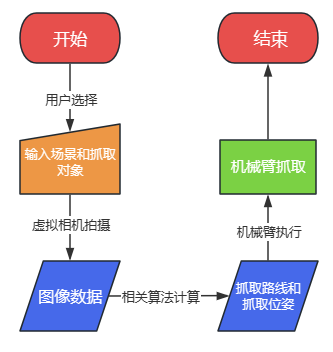 开始
用户选择
输入场景和抓取
对象
虚拟相机拍摄
图像数据
相关算法计算
抓取路线和
抓取位姿
机械臂执行
机械臂抓取
结束